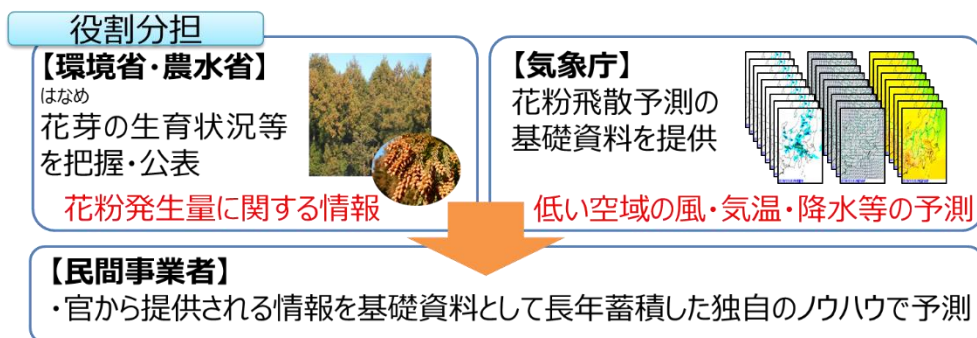 役割分担
【環境省・農水省】
はなめ
花芽の生育状況等
を把握・公表
花粉発生量に関する情報
【気象庁】
花粉飛散予測の
基礎資料を提供
低い空域の風・気温・降水等の予測
【民間事業者】
・官から提供される情報を基礎資料として長年蓄積した独自のノウハウで予測